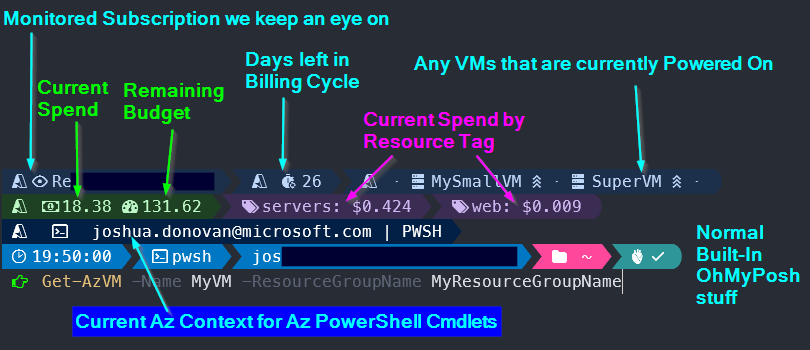 Monitored Subscription we keep an eye on
Current
Spend
Remaining
Budget
Days left in
Billing Cycle
Any VMs that are currently Powered On
Current Spend by
Resource Tag
Re
26
MySmallVM
SuperVM
18.38 131.62
servers: $0.424
web: $0.009
joshua.donovan@microsoft.com | PWSH
19:50:00 pwsh jos ~
Get-AzVM -Name MyVM -ResourceGroupName MyResourceGroupName
Normal
Built-In
OhMyPosh
stuff
Current Az Context for Az PowerShell Cmdlets